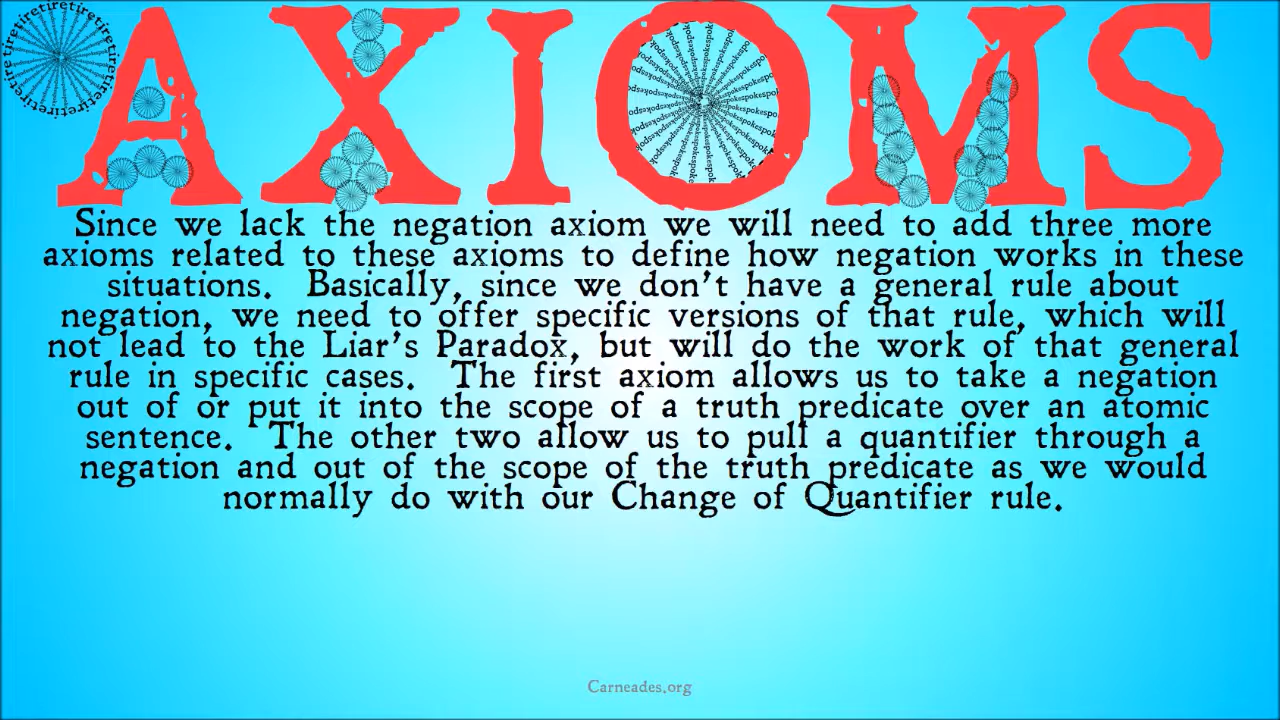 AXIOMS
Since we lack the negation axiom we will need to add three more
axioms related to these axioms to define how negation works in these
situations. Basically, since we don't have a general rule about
negation, we need to offer specific versions of that rule, which will
not lead to the Liar's Paradox, but will do the work of that general
rule in specific cases. The first axiom allows us to take a negation
out of or put it into the scope of a truth predicate over an atomic
sentence. The other two allow us to pull a quantifier through a
negation and out of the scope of the truth predicate as we would
normally do with our Change of Quantifier rule.
Carneades.org